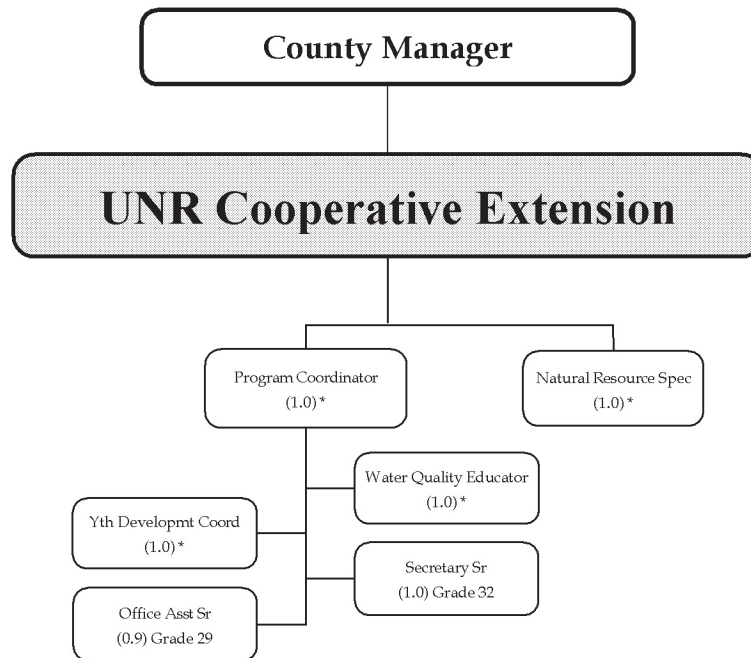 County Manager
UNR Cooperative Extension
Program Coordinator
(1.0) *
Natural Resource Spec
(1.0) *
Water Quality Educator
(1.0) *
Yth Developmt Coord
(1.0) *
Secretary Sr
(1.0) Grade 32
Office Asst Sr
(0.9) Grade 29